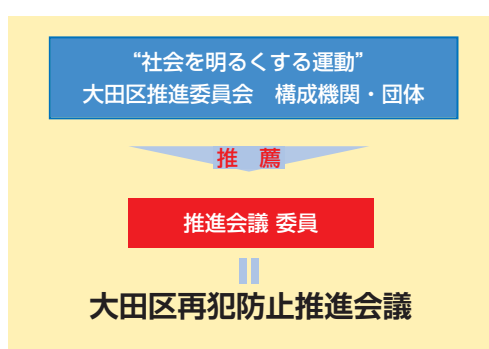 “社会を明るくする運動”
大田区推進委員会　構成機関・団体
推　薦
推進会議 委員
大田区再犯防止推進会議